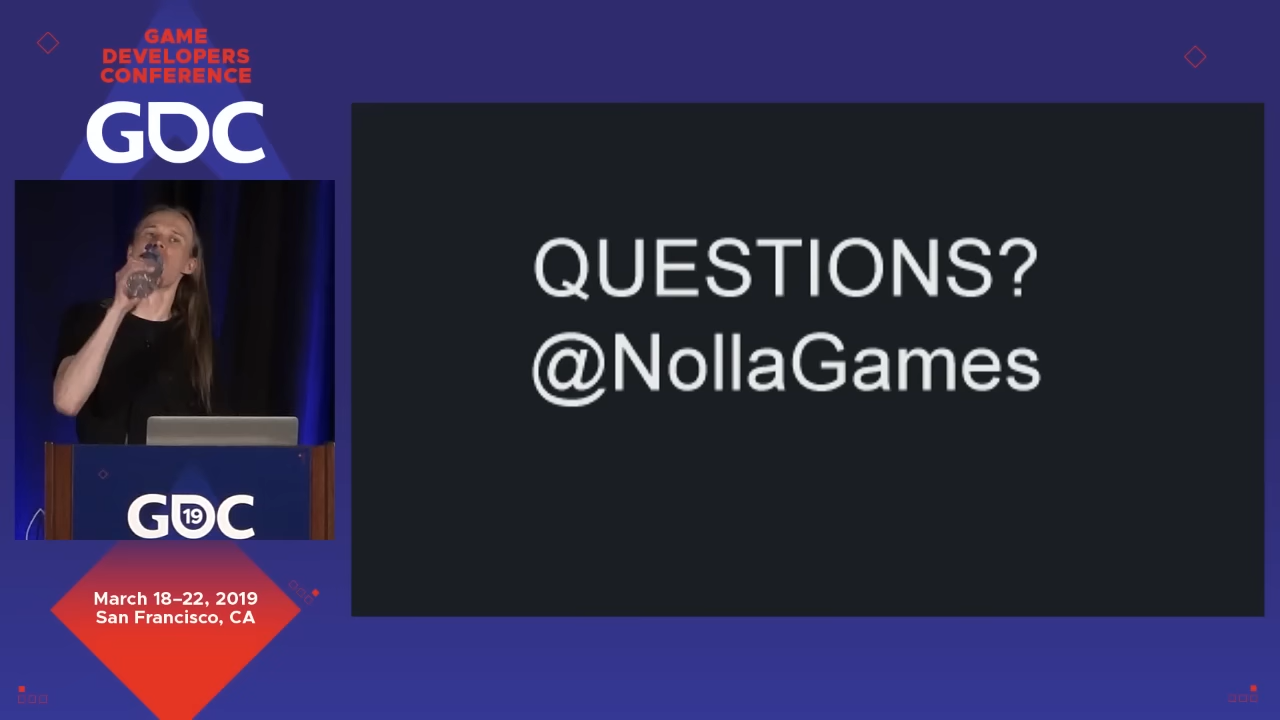 GAME
DEVELOPERS
CONFERENCE
GDC
QUESTIONS?
@NollaGames
GDC
19
March 18–22, 2019
San Francisco, CA